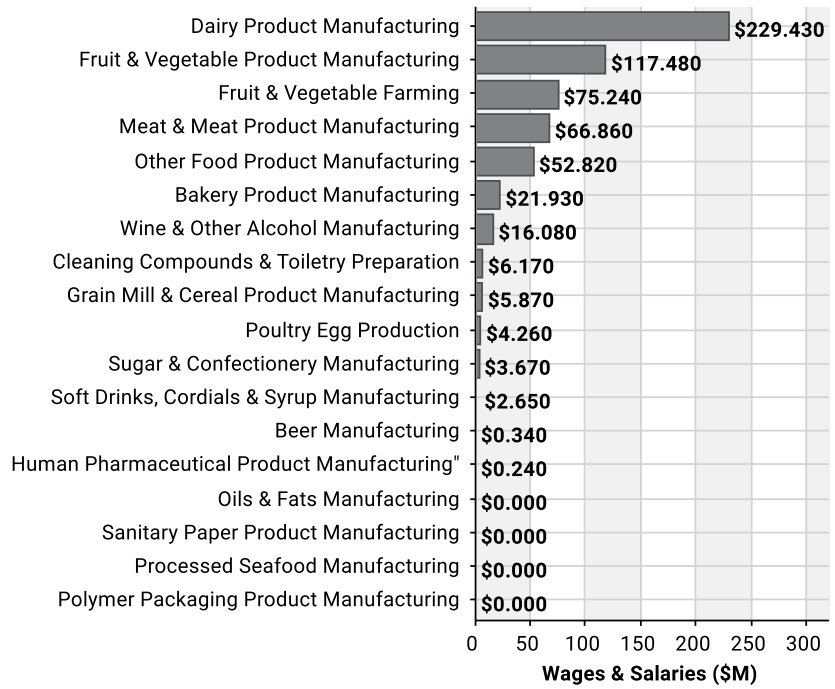 Dairy Product Manufacturing $229.430
Fruit & Vegetable Product Manufacturing $117.480
Fruit & Vegetable Farming $75.240
Meat & Meat Product Manufacturing $66.860
Other Food Product Manufacturing $52.820
Bakery Product Manufacturing $21.930
Wine & Other Alcohol Manufacturing $16.080
Cleaning Compounds & Toiletry Preparation $6.170
Grain Mill & Cereal Product Manufacturing $5.870
Poultry Egg Production $4.260
Sugar & Confectionery Manufacturing $3.670
Soft Drinks, Cordials & Syrup Manufacturing $2.650
Beer Manufacturing $0.340
Human Pharmaceutical Product Manufacturing" $0.240
Oils & Fats Manufacturing $0.000
Sanitary Paper Product Manufacturing $0.000
Processed Seafood Manufacturing $0.000
Polymer Packaging Product Manufacturing $0.000
0 50 100 150 200 250 300
Wages & Salaries ($M)